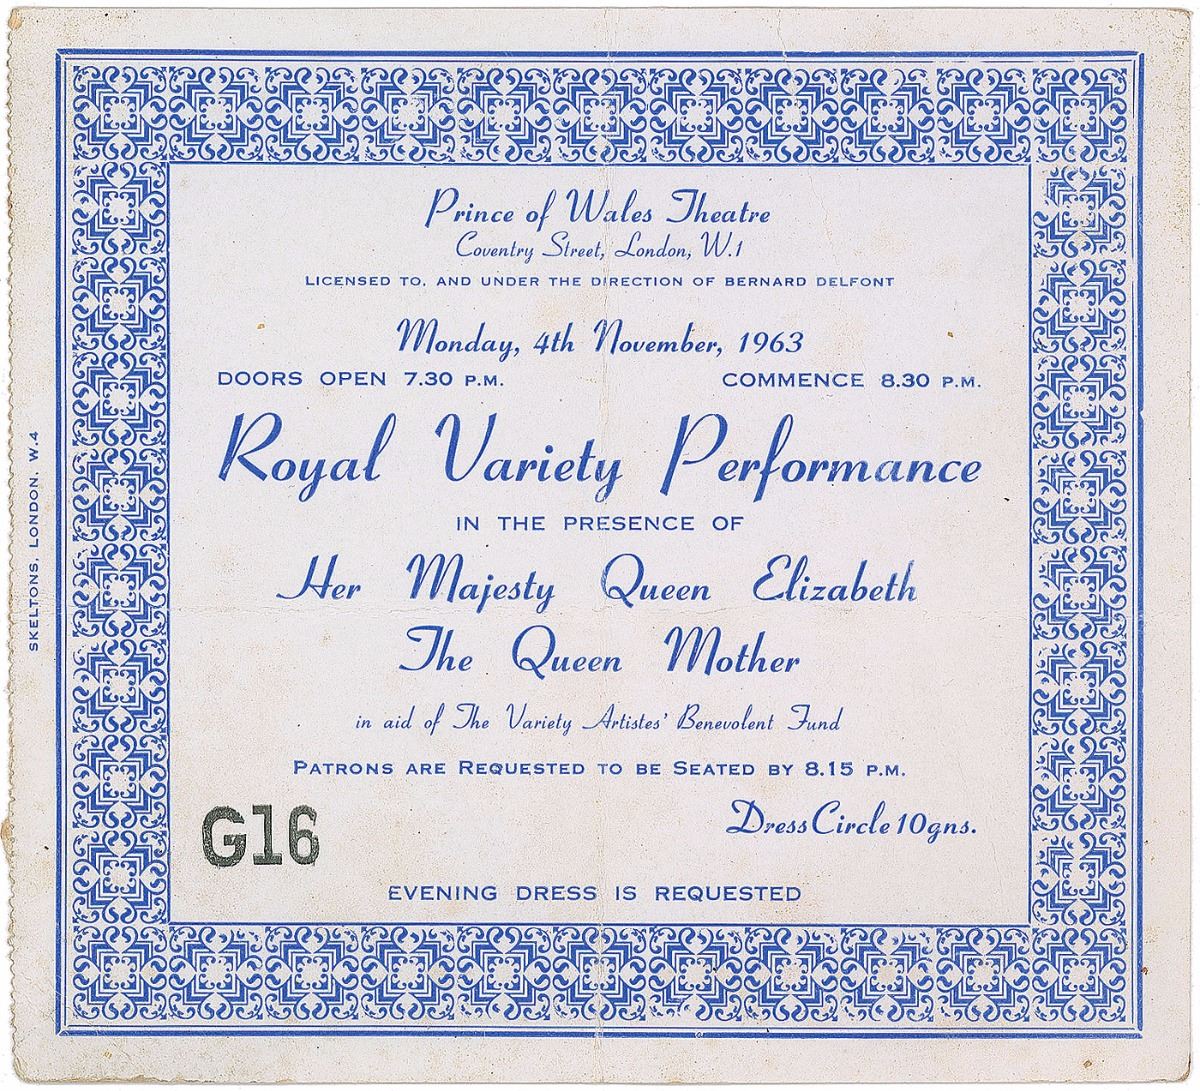 Prince of Wales Theatre
Coventry Street, London, W.1
LICENSED TO, AND UNDER THE DIRECTION OF BERNARD DELFONT
Monday, 4th November, 1963
DOORS OPEN 7.30 P.M. COMMENCE 8.30 P.M.
Royal Variety Performance
IN THE PRESENCE OF
Her Majesty Queen Elizabeth
The Queen Mother
in aid of The Variety Artistes' Benevolent Fund
PATRONS ARE REQUESTED TO BE SEATED BY 8.15 P.M.
Dress Circle 10gns.
G16
EVENING DRESS IS REQUESTED
SKELTONS, LONDON, W.4